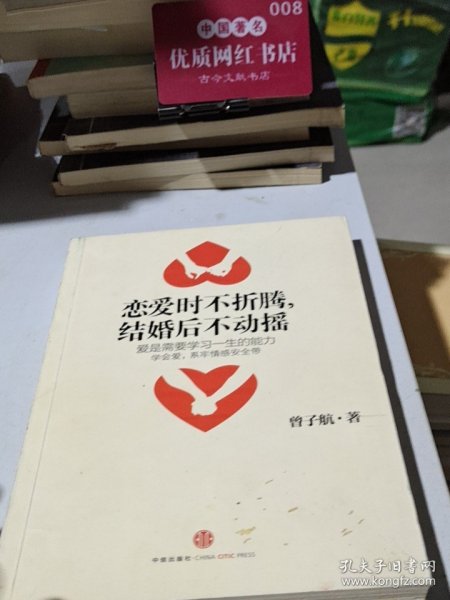 008
中国著名
优质网红书店
古今文献书店
恋爱时不折腾,
结婚后不动摇
爱是需要学习一生的能力
学会爱，系牢情感安全带
曾子航·著
中信出版社·CHINA CITIC PRESS
孔夫子旧书网
www.kongfz.com